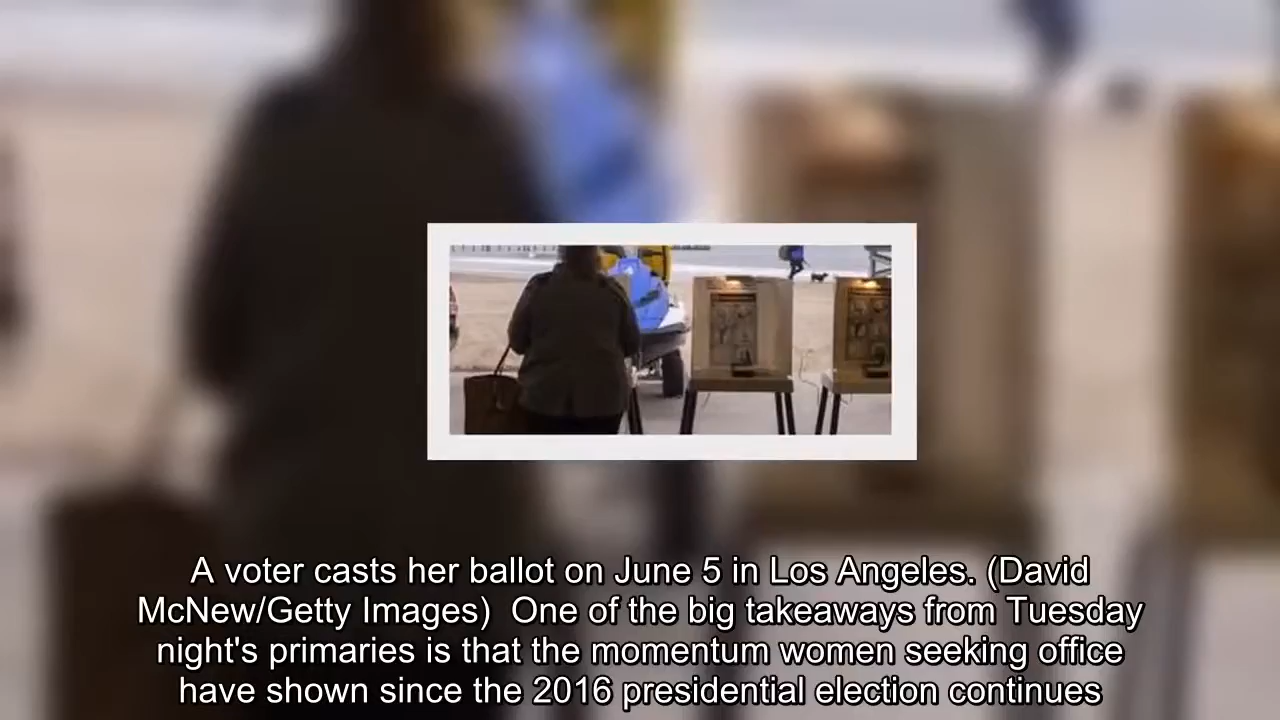 A voter casts her ballot on June 5 in Los Angeles. (David
McNew/Getty Images)  One of the big takeaways from Tuesday
night's primaries is that the momentum women seeking office
have shown since the 2016 presidential election continues